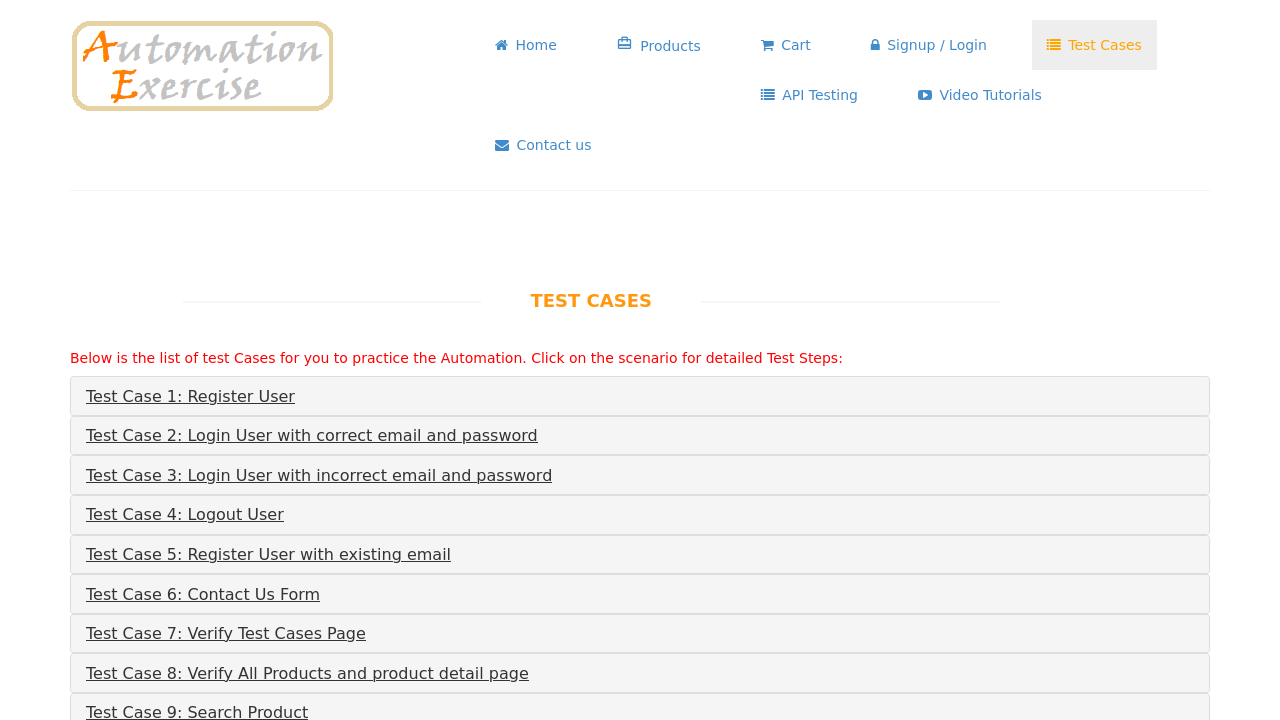 Automation
Exercise
Home
Products
Cart
Signup / Login
Test Cases
API Testing
Video Tutorials
Contact us
TEST CASES
Below is the list of test Cases for you to practice the Automation. Click on the scenario for detailed Test Steps:
Test Case 1: Register User
Test Case 2: Login User with correct email and password
Test Case 3: Login User with incorrect email and password
Test Case 4: Logout User
Test Case 5: Register User with existing email
Test Case 6: Contact Us Form
Test Case 7: Verify Test Cases Page
Test Case 8: Verify All Products and product detail page
Test Case 9: Search Product